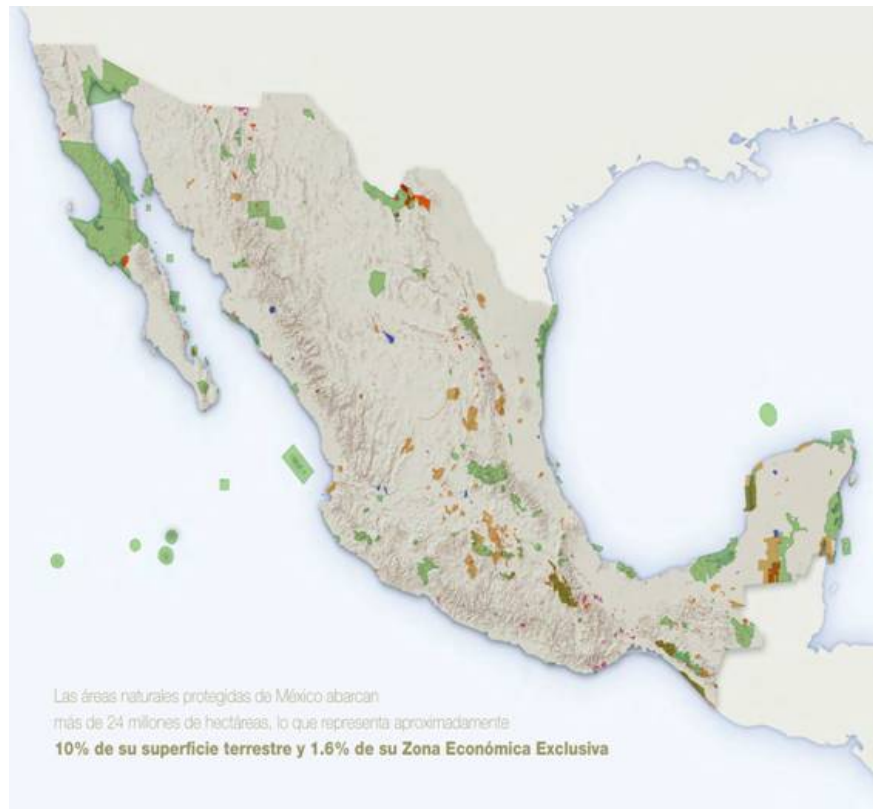 Las áreas naturales protegidas de México abarcan
más de 24 millones de hectáreas, lo que representa aproximadamente
10% de su superficie terrestre y 1.6% de su Zona Económica Exclusiva